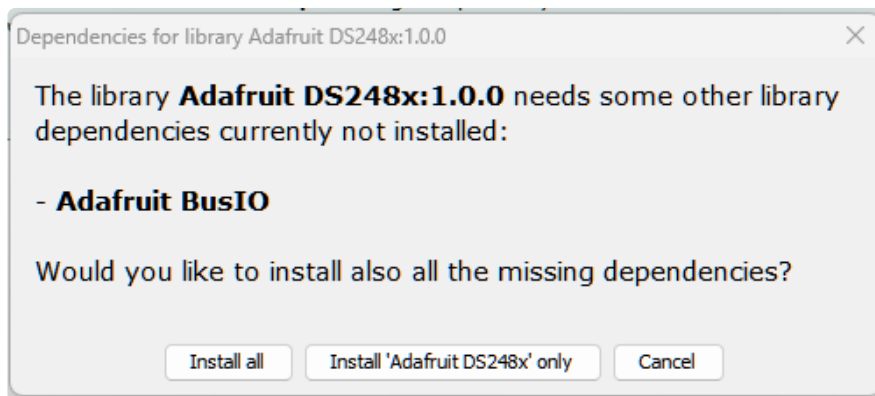 Dependencies for library Adafruit DS248x:1.0.0
The library Adafruit DS248x:1.0.0 needs some other library
dependencies currently not installed:
- Adafruit BusIO
Would you like to install also all the missing dependencies?
Install all
Install 'Adafruit DS248x' only
Cancel